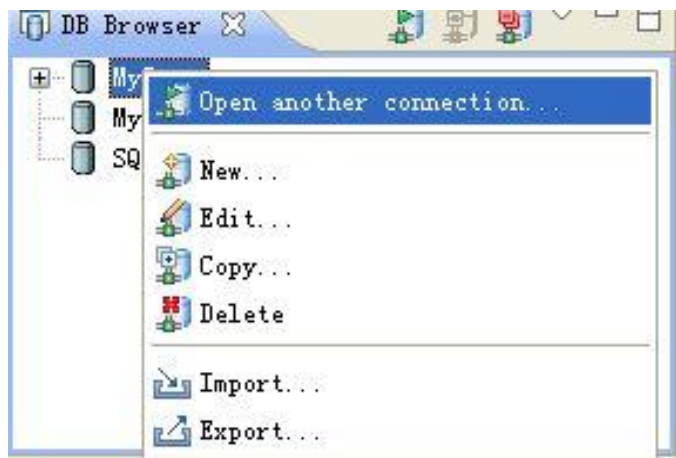 DB Browser
My
Open another connection...
My
SQ
New...
Edit...
Copy...
Delete
Import...
Export...